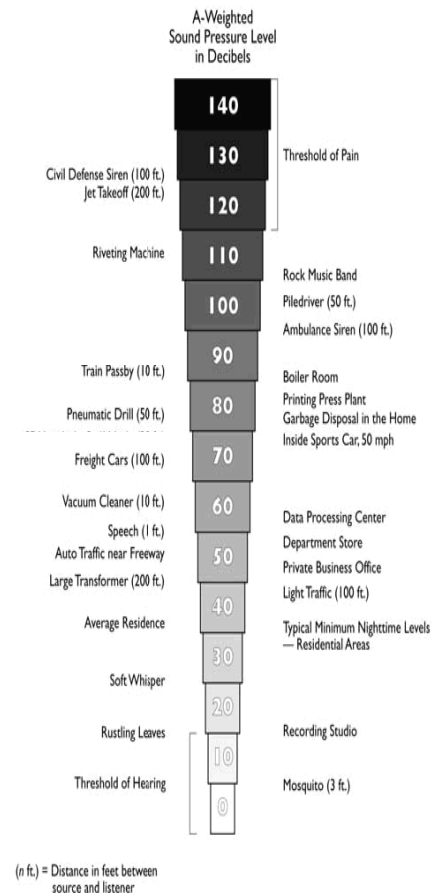 A-Weighted
Sound Pressure Level
in Decibels
140
130
Threshold of Pain
Civil Defense Siren (100 ft.)
Jet Takeoff (200 ft.)
120
Riveting Machine
110
Rock Music Band
100
Piledriver (50 ft.)
Ambulance Siren (100 ft.)
90
Train Passby (10 ft.)
Boiler Room
80
Printing Press Plant
Pneumatic Drill (50 ft.)
Garbage Disposal in the Home
Inside Sports Car, 50 mph
Freight Cars (100 ft.)
70
Vacuum Cleaner (10 ft.)
60
Data Processing Center
Speech (1 ft.)
Department Store
Auto Traffic near Freeway
50
Private Business Office
Large Transformer (200 ft.)
Light Traffic (100 ft.)
40
Average Residence
Typical Minimum Nighttime Levels
— Residential Areas
30
Soft Whisper
20
Rustling Leaves
Recording Studio
10
Threshold of Hearing
Mosquito (3 ft.)
0
(n ft.) = Distance in feet between
source and listener